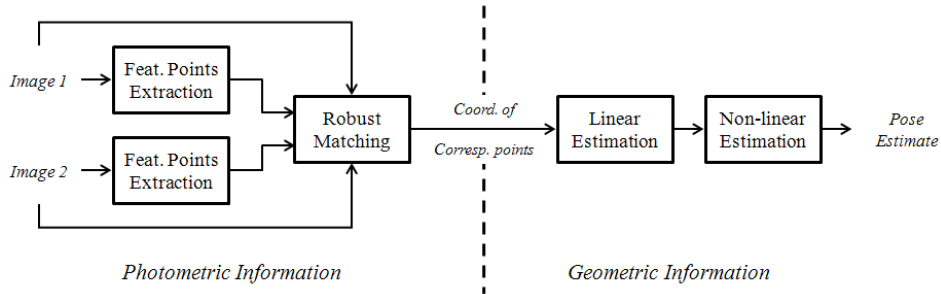 Image 1
Feat. Points
Extraction
Image 2
Feat. Points
Extraction
Robust
Matching
Coord. of
Corresp. points
Linear
Estimation
Non-linear
Estimation
Pose
Estimate
Photometric Information
Geometric Information